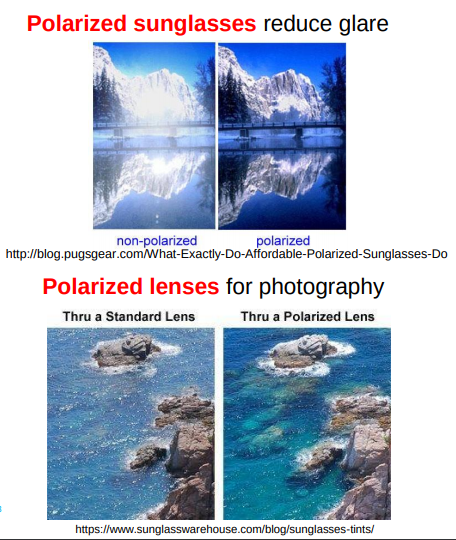 Polarized sunglasses reduce glare
non-polarized polarized
http://blog.pugsgear.com/What-Exactly-Do-Affordable-Polarized-Sunglasses-Do
Polarized lenses for photography
Thru a Standard Lens Thru a Polarized Lens
https://www.sunglasswarehouse.com/blog/sunglasses-tints/